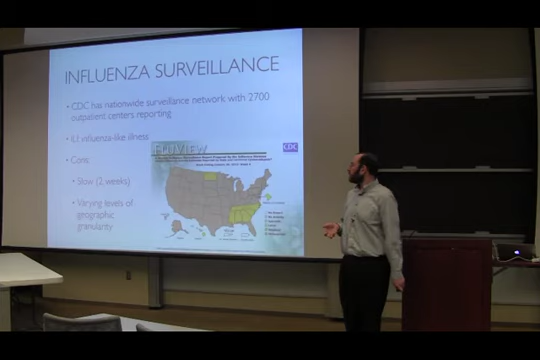 INFLUENZA SURVEILLANCE
• CDC has nationwide surveillance network with 2700
outpatient centers reporting
• ILI: influenza-like illness
• Cons:
• Slow (2 weeks)
• Varying levels of
geographic
granularity
FLUVIEW
CDC